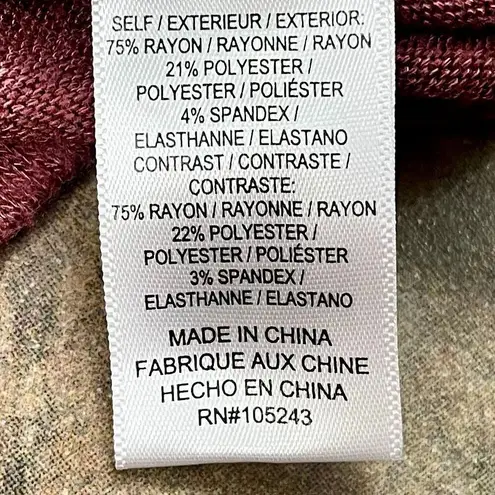 SELF / EXTERIEUR / EXTERIOR:
75% RAYON / RAYONNE / RAYON
21% POLYESTER /
POLYESTER / POLIÉSTER
4% SPANDEX /
ELASTHANNE / ELASTANO
CONTRAST / CONTRASTE /
CONTRASTE:
75% RAYON / RAYONNE / RAYON
22% POLYESTER /
POLYESTER / POLIÉSTER
3% SPANDEX /
ELASTHANNE / ELASTANO
MADE IN CHINA
FABRIQUE AUX CHINE
HECHO EN CHINA
RN#105243